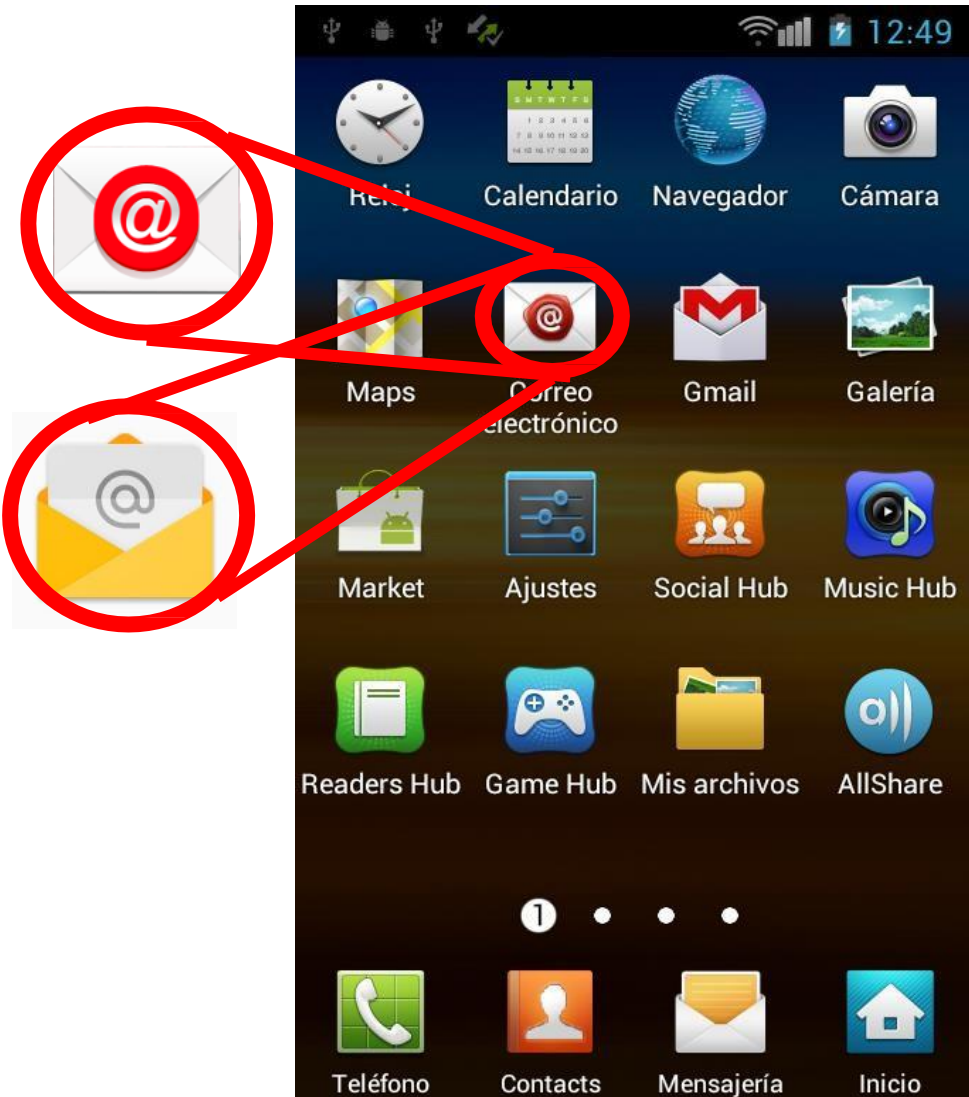 12:49
@
Reloj
Calendario
Navegador
Cámara
S M T W T F S
@
Maps
Correo
electrónico
Gmail
Galería
@
Market
Ajustes
Social Hub
Music Hub
Readers Hub
Game Hub
Mis archivos
AllShare
all
1
Teléfono
Contacts
Mensajería
Inicio